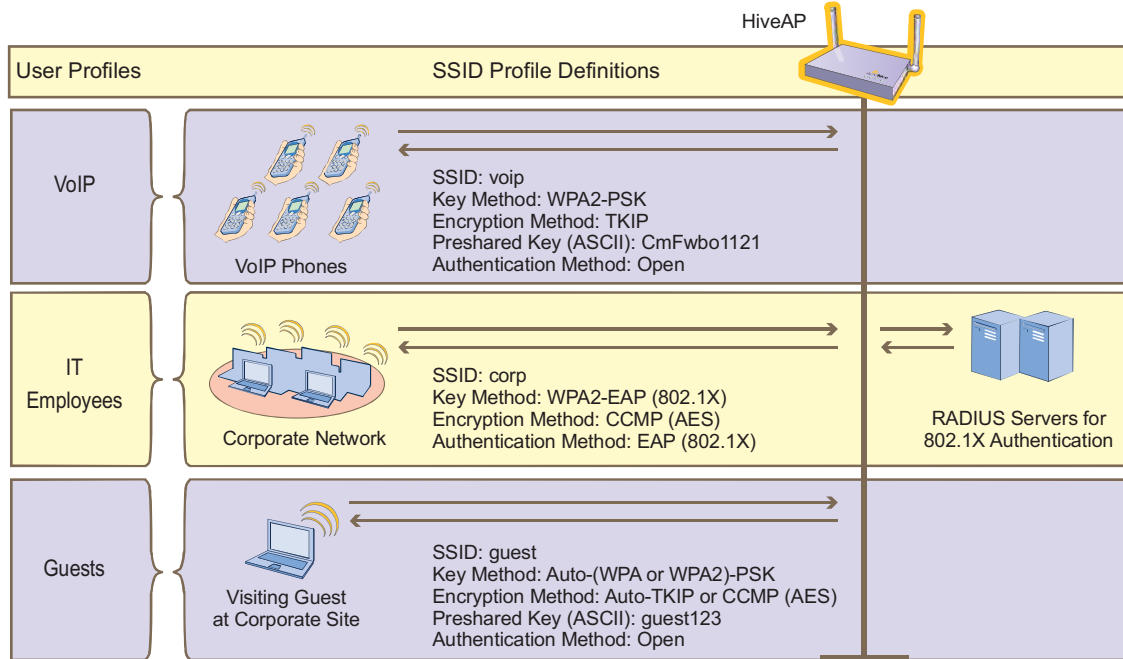 HiveAP
User Profiles
SSID Profile Definitions
VoIP
VoIP Phones
SSID: voip
Key Method: WPA2-PSK
Encryption Method: TKIP
Preshared Key (ASCII): CmFwbo1121
Authentication Method: Open
IT
Employees
Corporate Network
SSID: corp
Key Method: WPA2-EAP (802.1X)
Encryption Method: CCMP (AES)
Authentication Method: EAP (802.1X)
RADIUS Servers for
802.1X Authentication
Guests
Visiting Guest
at Corporate Site
SSID: guest
Key Method: Auto-(WPA or WPA2)-PSK
Encryption Method: Auto-TKIP or CCMP (AES)
Preshared Key (ASCII): guest123
Authentication Method: Open